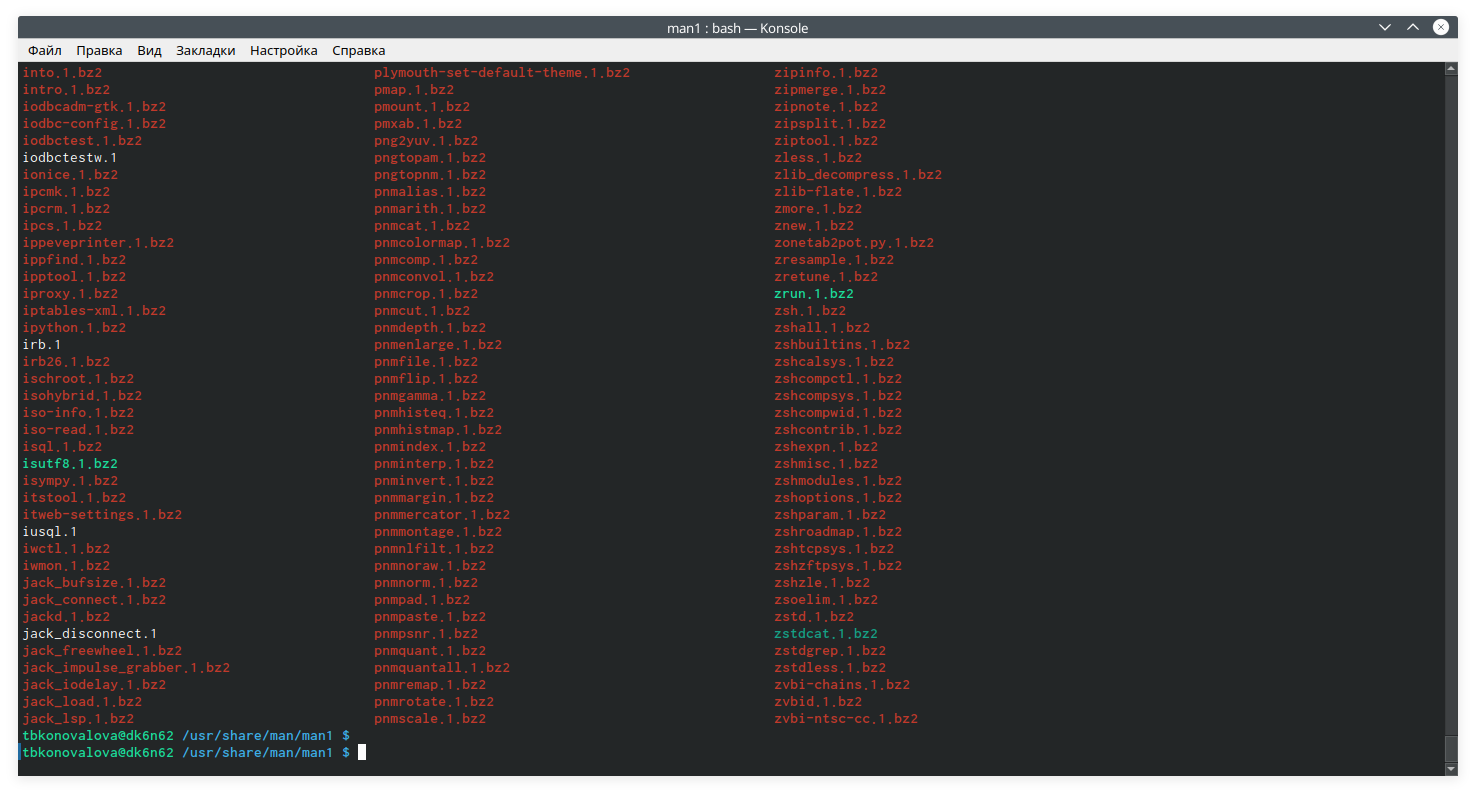 man1 : bash — Konsole
Файл Правка Вид Закладки Настройка Справка
into.1.bz2 plymouth-set-default-theme.1.bz2 zipinfo.1.bz2
intro.1.bz2 pmap.1.bz2 zipmerge.1.bz2
iodbcadm-gtk.1.bz2 pmount.1.bz2 zipnote.1.bz2
iodbc-config.1.bz2 pmxab.1.bz2 zipsplit.1.bz2
iodbctest.1.bz2 png2yuv.1.bz2 ziptool.1.bz2
iodbctestw.1 pngtopam.1.bz2 zless.1.bz2
ionice.1.bz2 pngtopnm.1.bz2 zlib_decompress.1.bz2
ipcmk.1.bz2 pnmalias.1.bz2 zlib-flate.1.bz2
ipcrm.1.bz2 pnmarith.1.bz2 zmore.1.bz2
ipcs.1.bz2 pnmcat.1.bz2 znew.1.bz2
ippeveprinter.1.bz2 pnmcolormap.1.bz2 zonetab2pot.py.1.bz2
ippfind.1.bz2 pnmcomp.1.bz2 zresample.1.bz2
ipptool.1.bz2 pnmconvol.1.bz2 zretune.1.bz2
iproxy.1.bz2 pnmcrop.1.bz2 zrun.1.bz2
iptables-xml.1.bz2 pnmcut.1.bz2 zsh.1.bz2
ipython.1.bz2 pnmdepth.1.bz2 zshall.1.bz2
irb.1 pnmenlarge.1.bz2 zshbuiltins.1.bz2
irb26.1.bz2 pnmfile.1.bz2 zshcalsys.1.bz2
ischroot.1.bz2 pnmflip.1.bz2 zshcompctl.1.bz2
isohybrid.1.bz2 pnmgamma.1.bz2 zshcompsys.1.bz2
iso-info.1.bz2 pnmhisteq.1.bz2 zshcompwid.1.bz2
iso-read.1.bz2 pnmhistmap.1.bz2 zshcontrib.1.bz2
isql.1.bz2 pnmindex.1.bz2 zshexpn.1.bz2
isutf8.1.bz2 pnminterp.1.bz2 zshmisc.1.bz2
isympy.1.bz2 pnminvert.1.bz2 zshmodules.1.bz2
itstool.1.bz2 pnmmargin.1.bz2 zshoptions.1.bz2
itweb-settings.1.bz2 pnmmercator.1.bz2 zshparam.1.bz2
iusql.1 pnmmontage.1.bz2 zshroadmap.1.bz2
iwctl.1.bz2 pnmnlfilt.1.bz2 zshtcpsys.1.bz2
iwmon.1.bz2 pnmnoraw.1.bz2 zshzftpsys.1.bz2
jack_bufsize.1.bz2 pnmnorm.1.bz2 zshzle.1.bz2
jack_connect.1.bz2 pnmpad.1.bz2 zsoelim.1.bz2
jackd.1.bz2 pnmpaste.1.bz2 zstd.1.bz2
jack_disconnect.1 pnmpsnr.1.bz2 zstdcat.1.bz2
jack_freewheel.1.bz2 pnmquant.1.bz2 zstdgrep.1.bz2
jack_impulse_grabber.1.bz2 pnmquantall.1.bz2 zstdless.1.bz2
jack_iodelay.1.bz2 pnmremap.1.bz2 zvbi-chains.1.bz2
jack_load.1.bz2 pnmrotate.1.bz2 zvbid.1.bz2
jack_lsp.1.bz2 pnmscale.1.bz2 zvbi-ntsc-cc.1.bz2
tbkonovalova@dk6n62 /usr/share/man/man1 $
tbkonovalova@dk6n62 /usr/share/man/man1 $